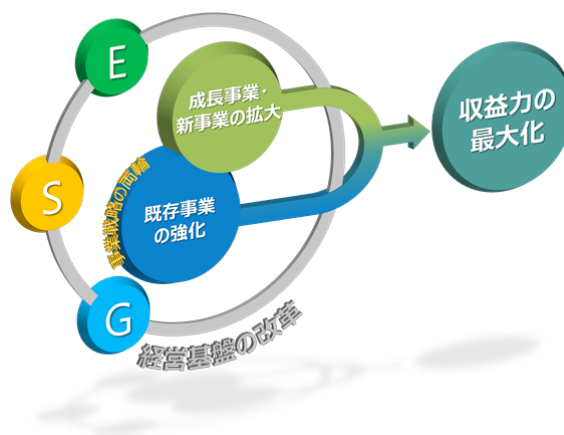 E
成長事業・
新事業の拡大
収益力の
最大化
S
事業戦略の両輪
既存事業
の強化
G
経営基盤の改革